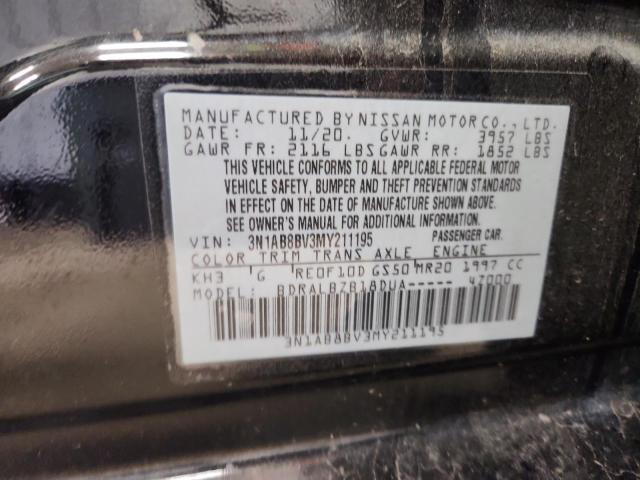 MANUFACTURED BY NISSAN MOTOR CO., LTD.
DATE: 11/20. GVWR: 3957 LBS
GAWR FR: 2116 LBS GAWR RR: 1852 LBS
THIS VEHICLE CONFORMS TO ALL APPLICABLE FEDERAL MOTOR
VEHICLE SAFETY, BUMPER AND THEFT PREVENTION STANDARDS
IN EFFECT ON THE DATE OF MANUFACTURE SHOWN ABOVE.
SEE OWNER'S MANUAL FOR ADDITIONAL INFORMATION.
VIN: 3N1AB8BV3MY211195 PASSENGER CAR.
COLOR TRIM TRANS AXLE ENGINE
KH3 G RE0F10D GS50 MR20 1997 CC
MODEL: BDRALBZB18DUA----- 4Z000
3N1AB8BV3MY211195